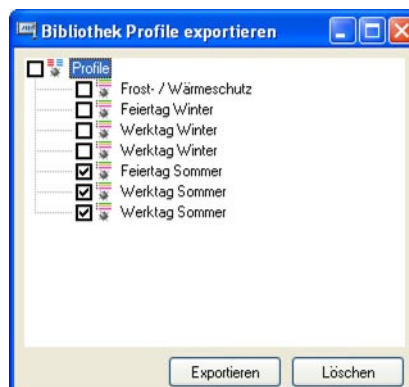 Bibliothek Profile exportieren
Profile
Frost- / Wärmeschutz
Feiertag Winter
Werktag Winter
Werktag Winter
Feiertag Sommer
Werktag Sommer
Werktag Sommer
Exportieren Löschen